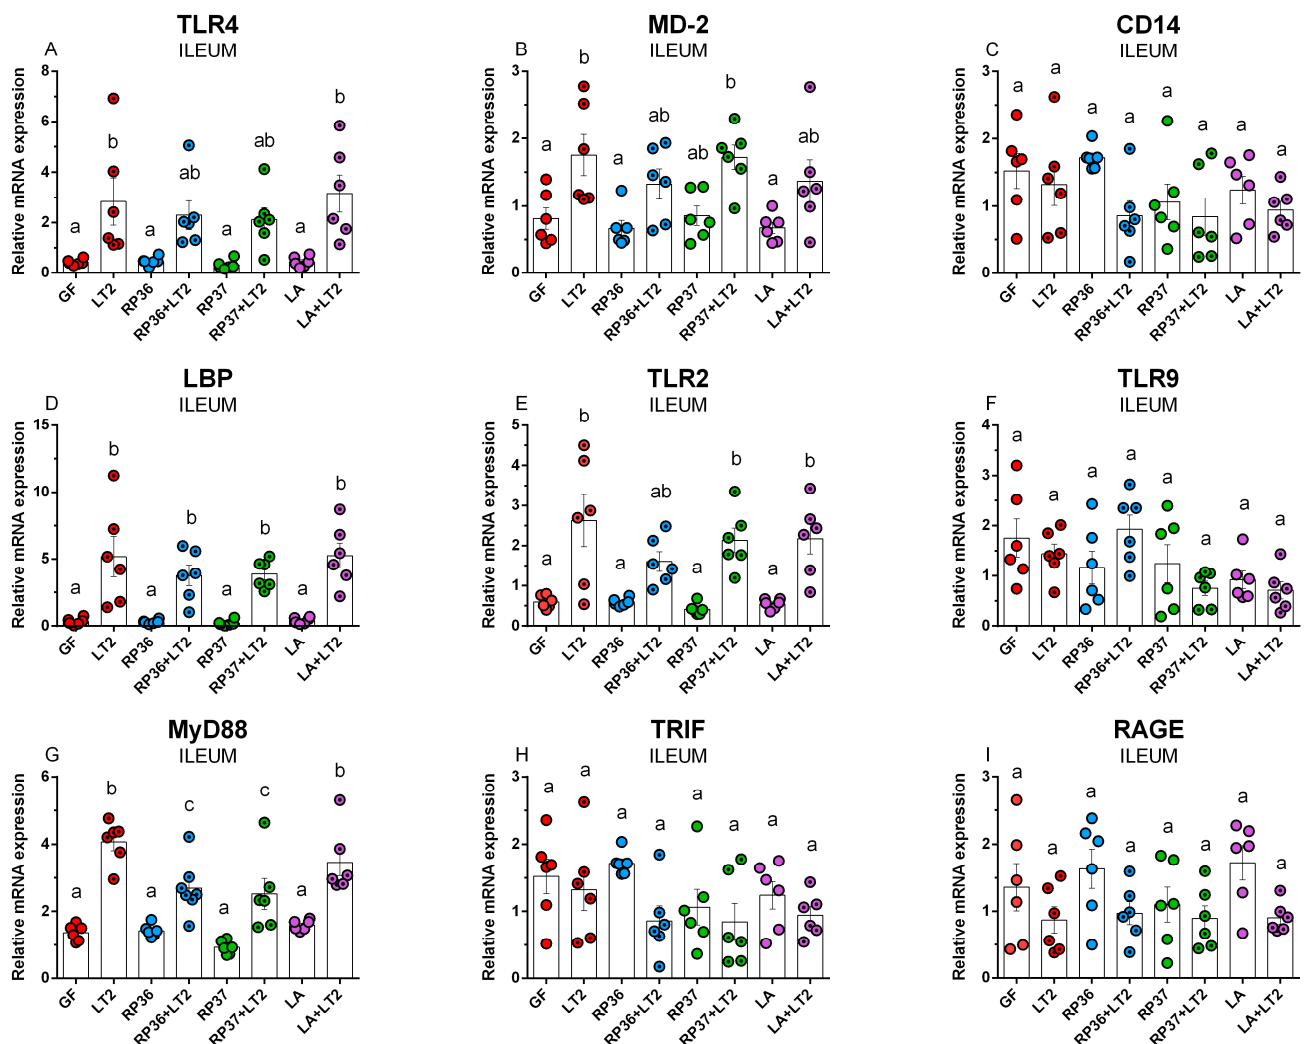 TLR4
A
ILEUM
Relative mRNA expression
8
6
4
2
0
a
b
a
ab
a
ab
a
b
GF
LT2
RP36
RP36+LT2
RP37
RP37+LT2
LA
LA+LT2
MD-2
B
ILEUM
Relative mRNA expression
3
2
1
0
a
b
a
ab
ab
b
a
ab
GF
LT2
RP36
RP36+LT2
RP37
RP37+LT2
LA
LA+LT2
CD14
C
ILEUM
Relative mRNA expression
3
2
1
0
a
a
a
a
a
a
a
a
GF
LT2
RP36
RP36+LT2
RP37
RP37+LT2
LA
LA+LT2
LBP
D
ILEUM
Relative mRNA expression
15
10
5
0
a
b
a
b
a
b
a
b
GF
LT2
RP36
RP36+LT2
RP37
RP37+LT2
LA
LA+LT2
TLR2
E
ILEUM
Relative mRNA expression
5
4
3
2
1
0
a
b
a
ab
a
b
a
b
GF
LT2
RP36
RP36+LT2
RP37
RP37+LT2
LA
LA+LT2
TLR9
F
ILEUM
Relative mRNA expression
4
3
2
1
0
a
a
a
a
a
a
a
a
GF
LT2
RP36
RP36+LT2
RP37
RP37+LT2
LA
LA+LT2
MyD88
G
ILEUM
Relative mRNA expression
6
4
2
0
a
b
a
c
a
c
a
b
GF
LT2
RP36
RP36+LT2
RP37
RP37+LT2
LA
LA+LT2
TRIF
H
ILEUM
Relative mRNA expression
3
2
1
0
a
a
a
a
a
a
a
a
GF
LT2
RP36
RP36+LT2
RP37
RP37+LT2
LA
LA+LT2
RAGE
I
ILEUM
Relative mRNA expression
3
2
1
0
a
a
a
a
a
a
a
a
GF
LT2
RP36
RP36+LT2
RP37
RP37+LT2
LA
LA+LT2